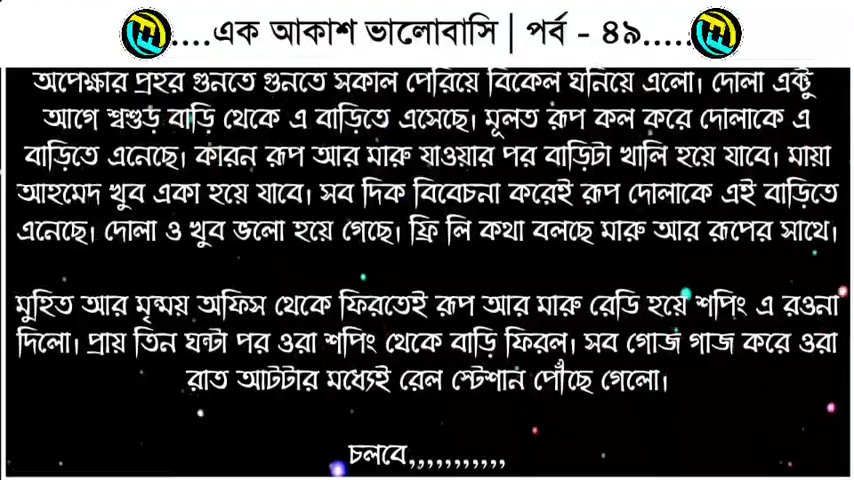 ....এক আকাশ ভালোবাসি | পর্ব - ৪৯.....
অপেক্ষার প্রহর গুনতে গুনতে সকাল পেরিয়ে বিকেল ঘনিয়ে এলো। দোলা একটু
আগে শ্বশুড় বাড়ি থেকে এ বাড়িতে এসেছে। মূলত রূপ কল করে দোলাকে এ
বাড়িতে এনেছে। কারন রূপ আর মারু যাওয়ার পর বাড়িটা খালি হয়ে যাবে। মায়া
আহমেদ খুব একা হয়ে যাবে। সব দিক বিবেচনা করেই রূপ দোলাকে এই বাড়িতে
এনেছে। দোলা ও খুব ভলো হয়ে গেছে। ফ্রি লি কথা বলছে মারু আর রূপের সাথে।
মুহিত আর মৃন্ময় অফিস থেকে ফিরতেই রূপ আর মারু রেডি হয়ে শপিং এ রওনা
দিলো। প্রায় তিন ঘন্টা পর ওরা শপিং থেকে বাড়ি ফিরল। সব গোজ গাজ করে ওরা
রাত আটটার মধ্যেই রেল স্টেশান পৌঁছে গেলো।
চলবে,,,,,,,,,,,